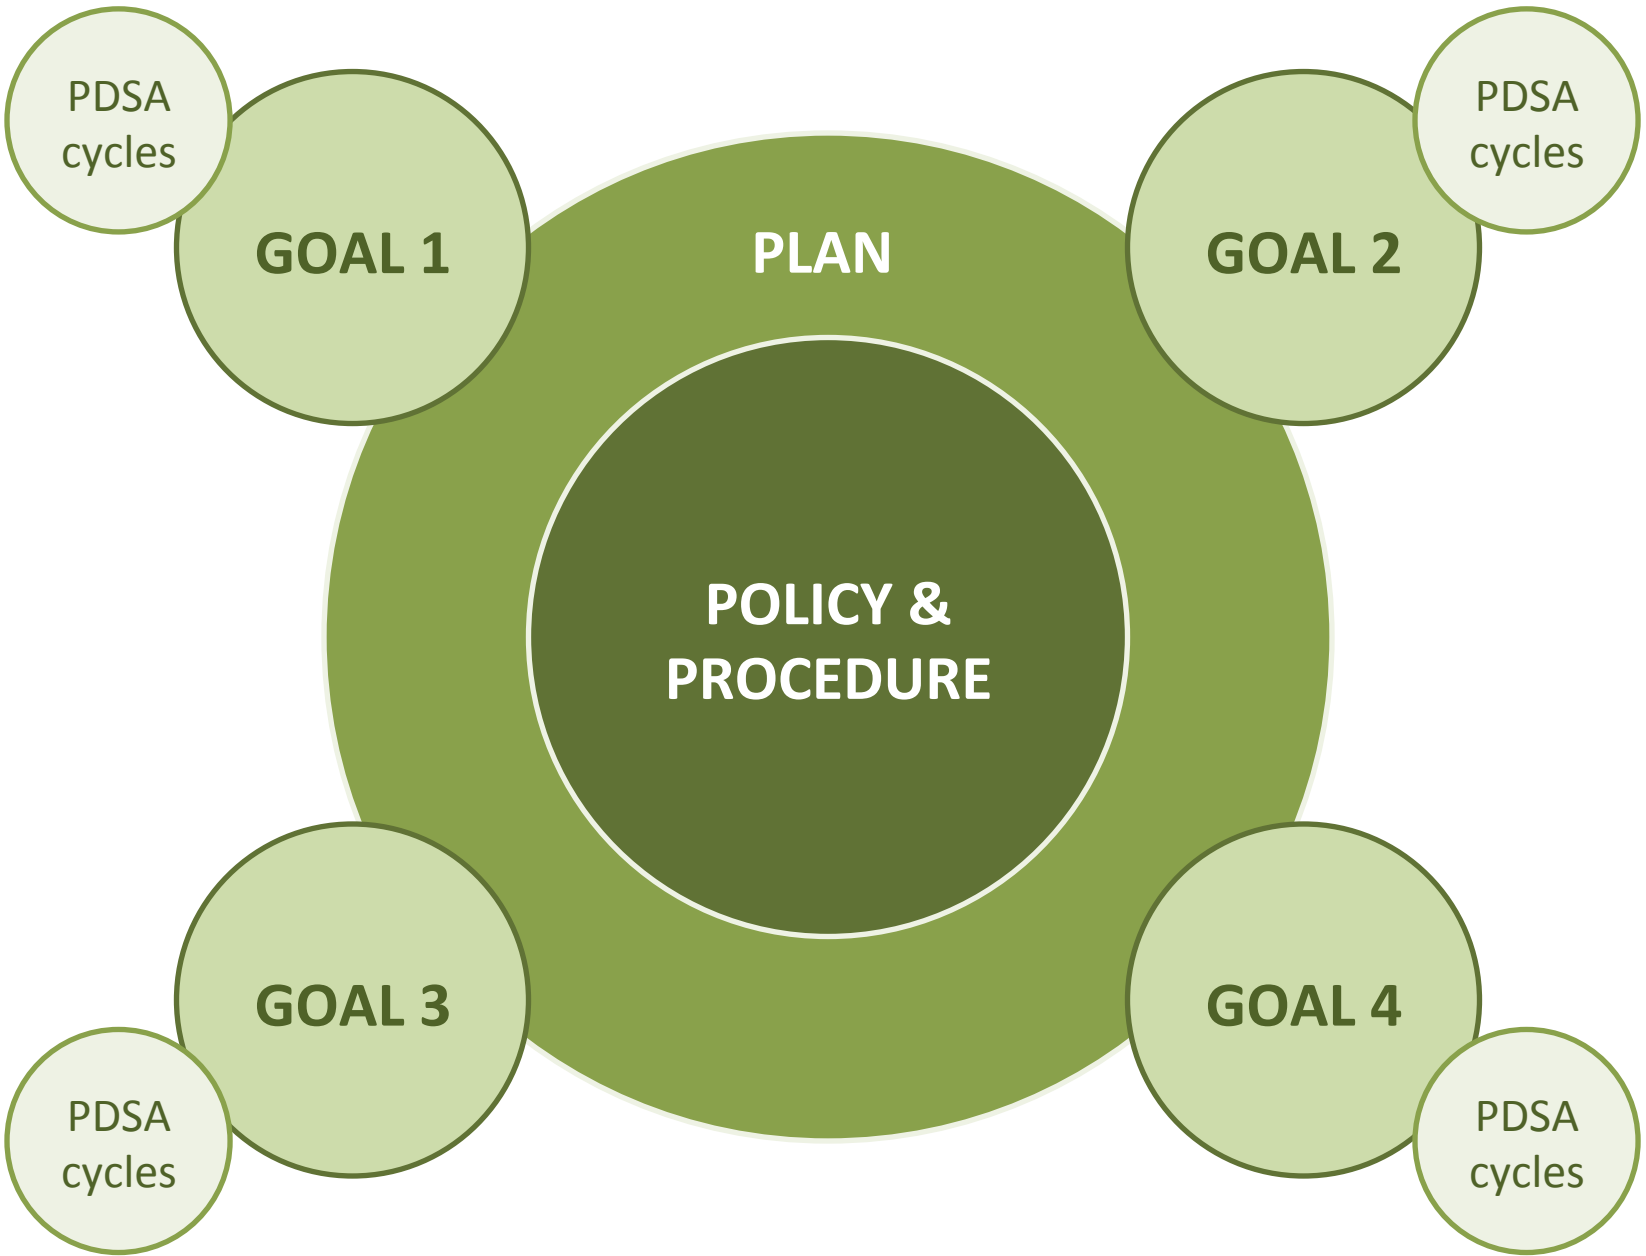 PDSA
cycles
PDSA
cycles
GOAL 1
PLAN
GOAL 2
POLICY &
PROCEDURE
GOAL 3
GOAL 4
PDSA
cycles
PDSA
cycles